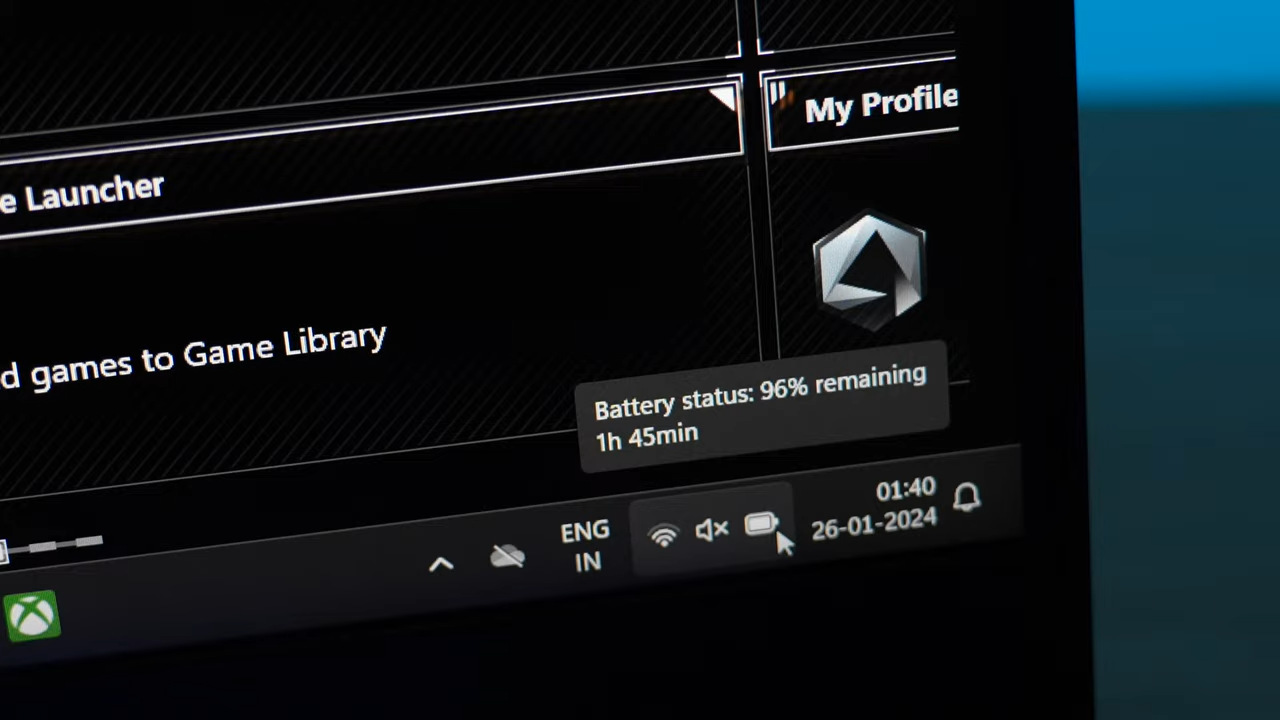 My Profile
e Launcher
d games to Game Library
Battery status: 96% remaining
1h 45min
ENG
IN
01:40
26-01-2024